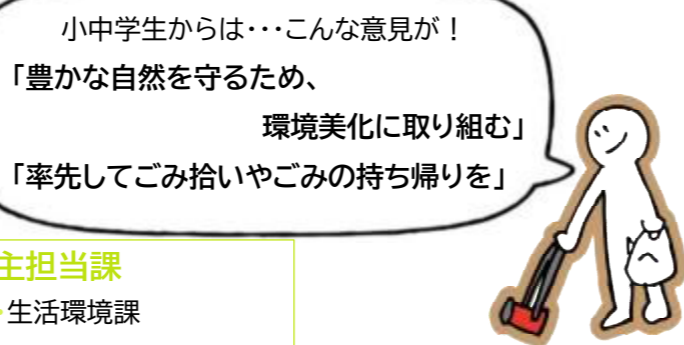 小中学生からは・・・こんな意見が！
「豊かな自然を守るため、
環境美化に取り組む」
「率先してごみ拾いやごみの持ち帰りを」
主担当課
生活環境課